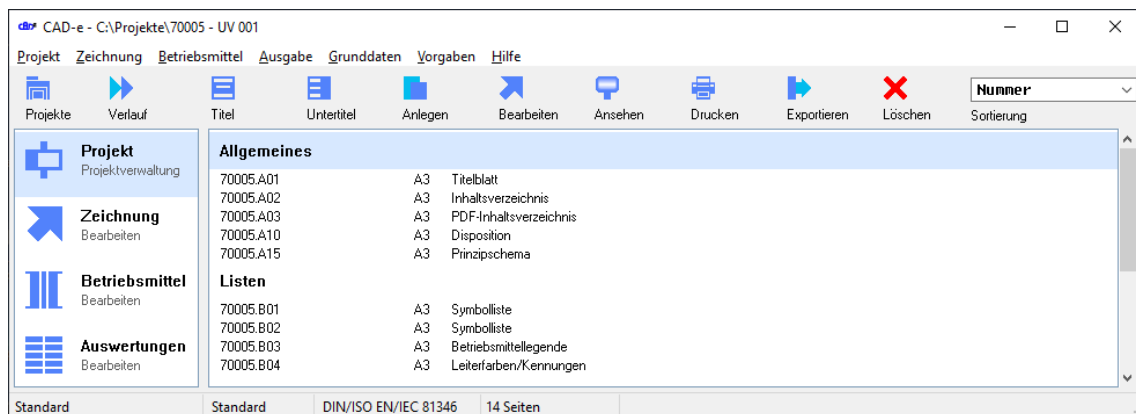 CAD-e - C:\Projekte\70005 - UV 001
Projekt Zeichnung Betriebsmittel Ausgabe Grunddaten Vorgaben Hilfe
Projekte Verlauf Titel Untertitel Anlegen Bearbeiten Ansehen Drucken Exportieren Löschen
Nummer
Sortierung
Projekt
Projektverwaltung
Zeichnung
Bearbeiten
Betriebsmittel
Bearbeiten
Auswertungen
Bearbeiten
Allgemeines
70005.A01 A3 Titelblatt
70005.A02 A3 Inhaltsverzeichnis
70005.A03 A3 PDF-Inhaltsverzeichnis
70005.A10 A3 Disposition
70005.A15 A3 Prinzipschema
Listen
70005.B01 A3 Symbolliste
70005.B02 A3 Symbolliste
70005.B03 A3 Betriebsmittellegende
70005.B04 A3 Leiterfarben/Kennungen
Standard Standard DIN/ISO EN/IEC 81346 14 Seiten